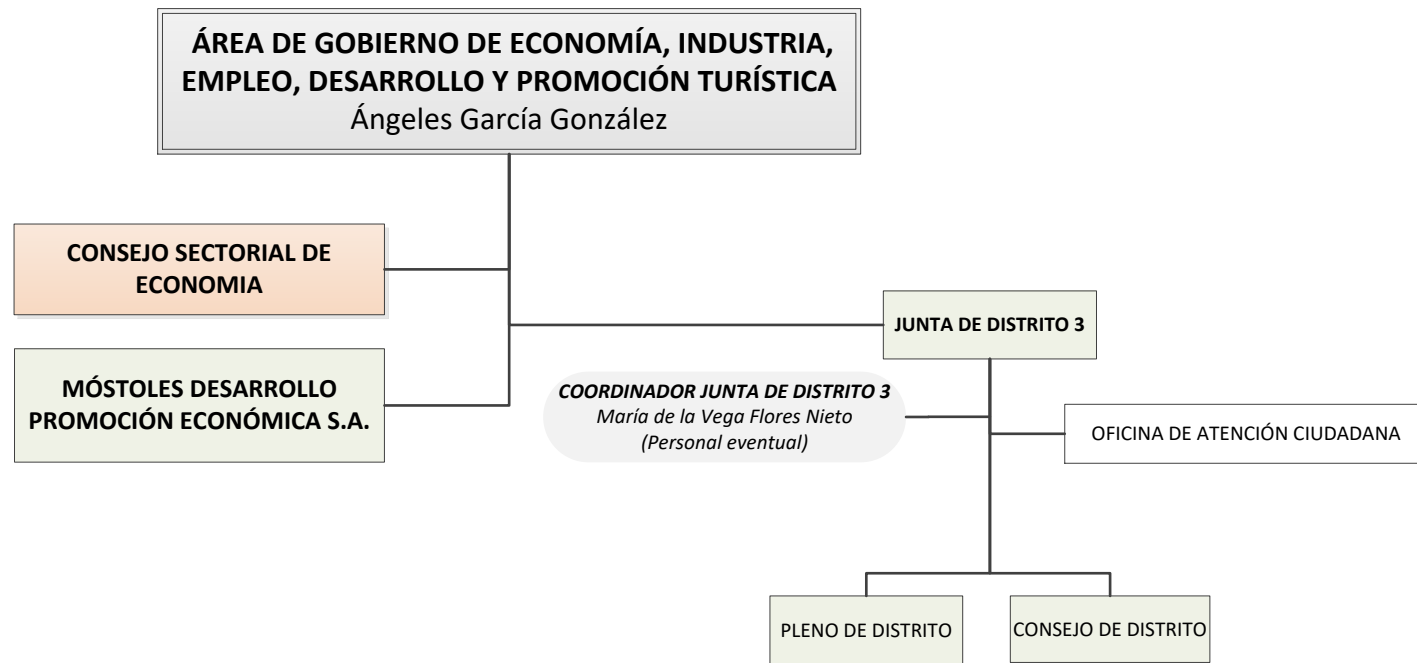 ÁREA DE GOBIERNO DE ECONOMÍA, INDUSTRIA,
EMPLEO, DESARROLLO Y PROMOCIÓN TURÍSTICA
Ángeles García González
CONSEJO SECTORIAL DE
ECONOMIA
JUNTA DE DISTRITO 3
MÓSTOLES DESARROLLO
PROMOCIÓN ECONÓMICA S.A.
COORDINADOR JUNTA DE DISTRITO 3
María de la Vega Flores Nieto
(Personal eventual)
OFICINA DE ATENCIÓN CIUDADANA
PLENO DE DISTRITO
CONSEJO DE DISTRITO